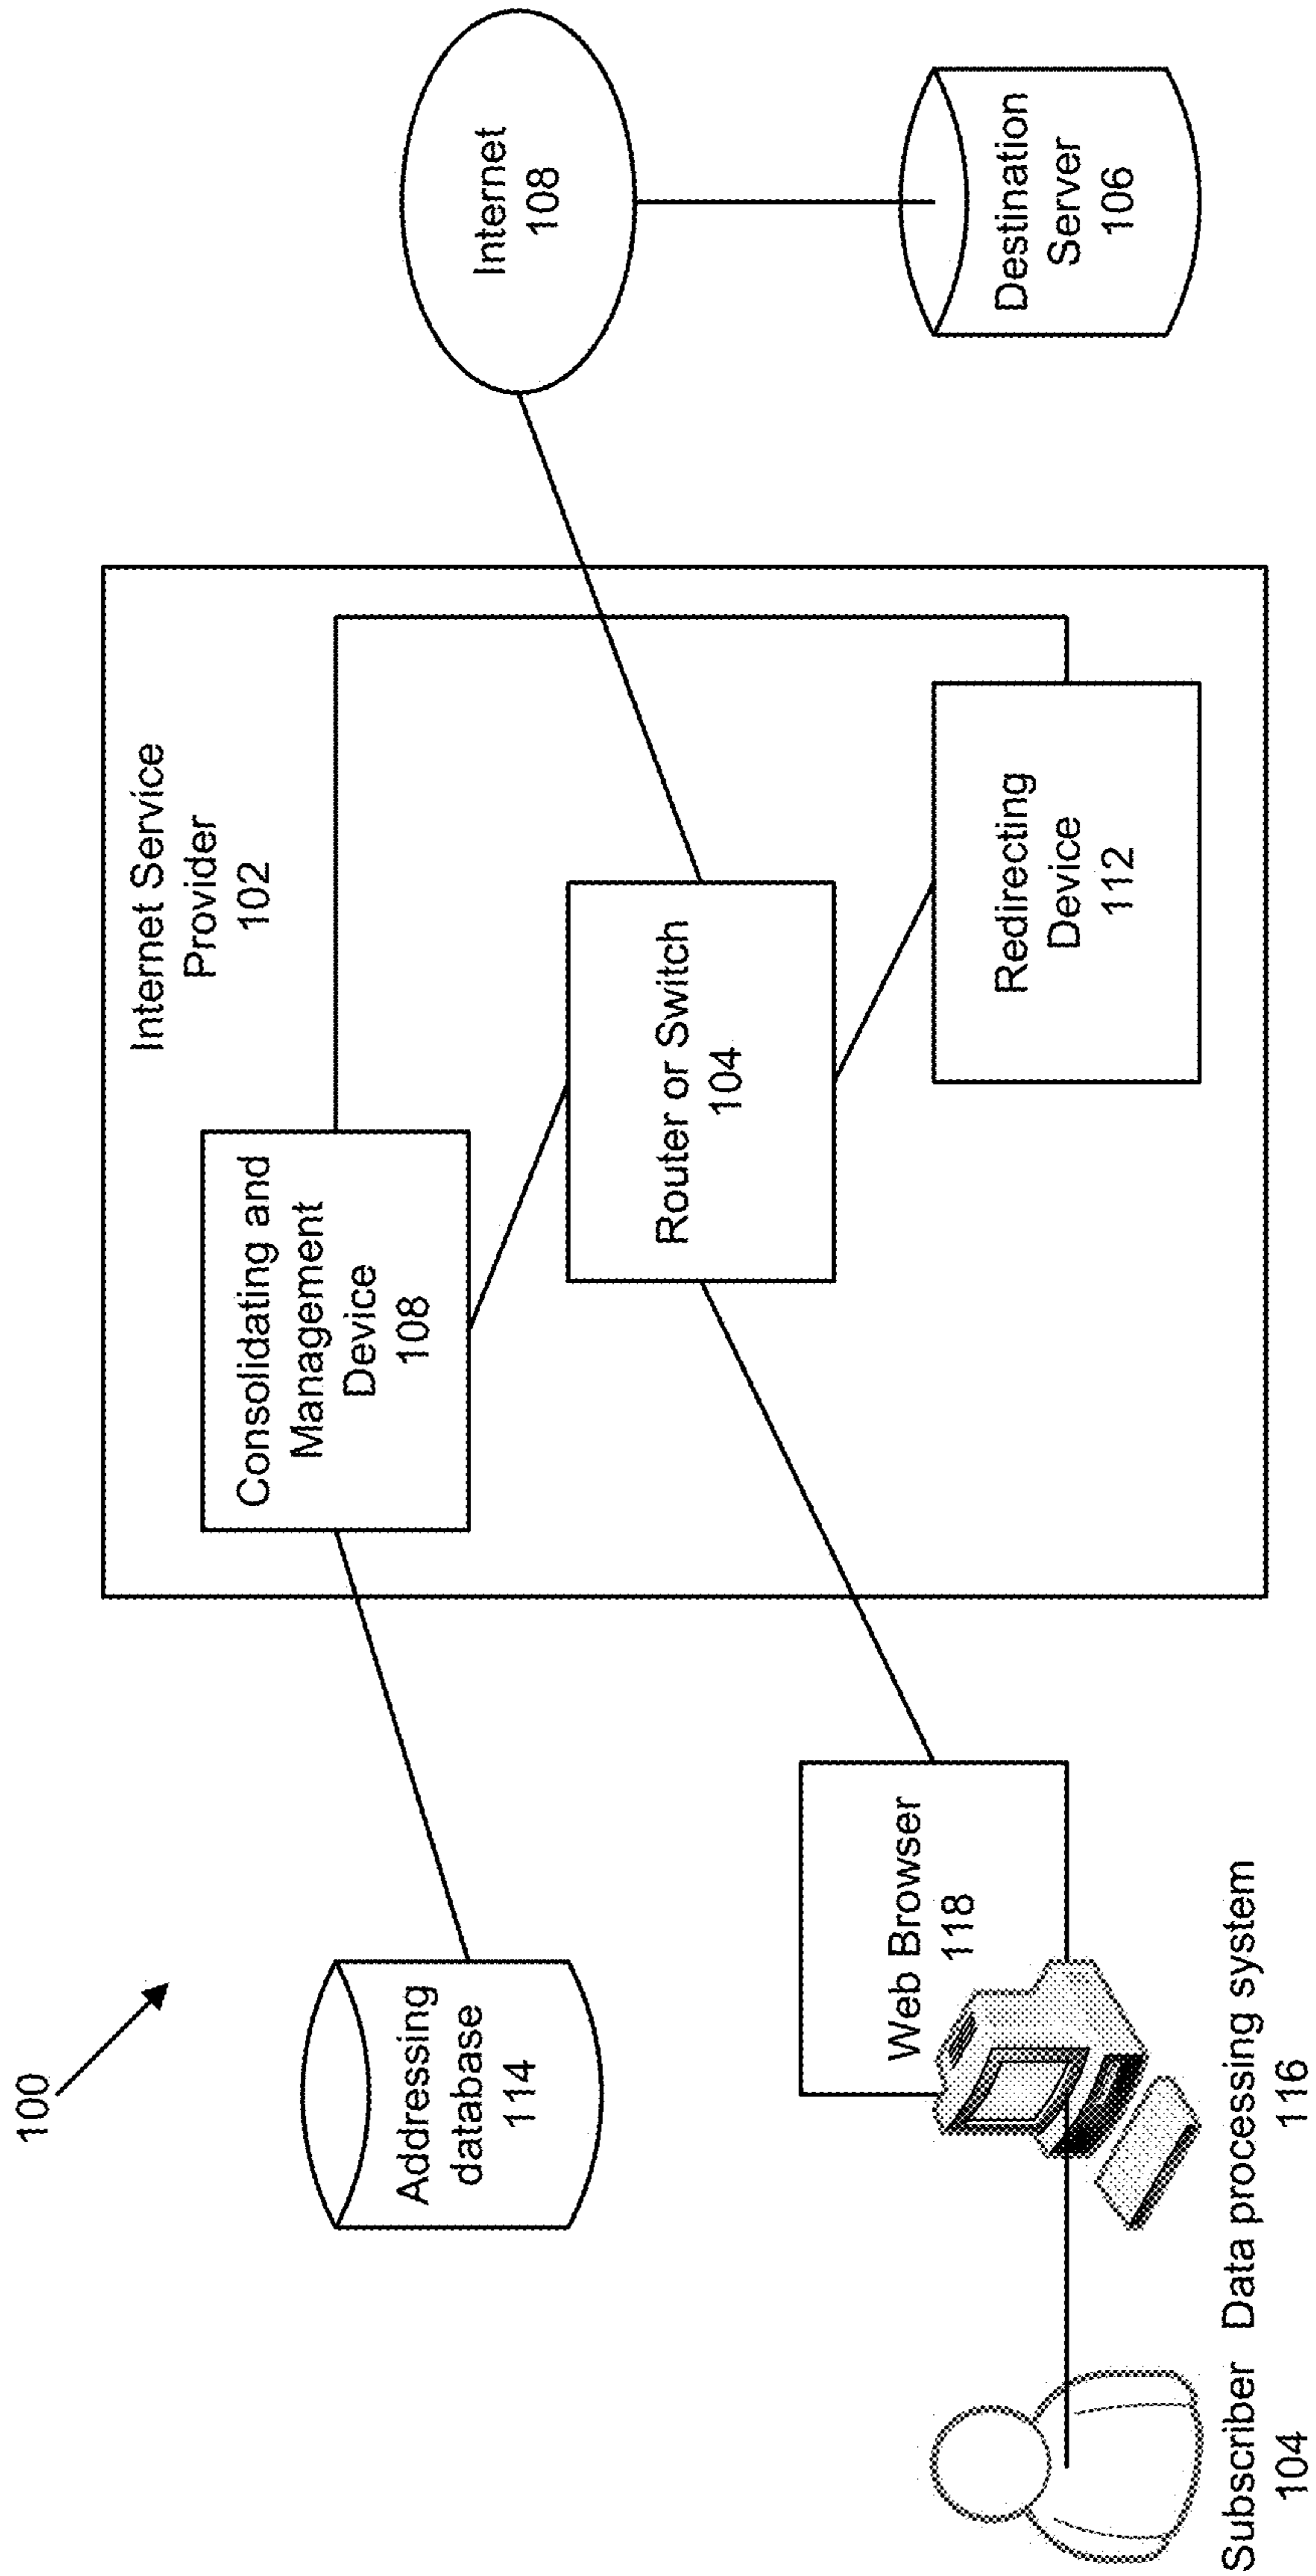 100
Internet Service
Provider
102
Consolidating and
Management
Device
108
Internet
108
Addressing
database
114
Router or Switch
104
Web Browser
118
Redirecting
Device
112
Destination
Server
106
Subscriber
104
Data processing system
116